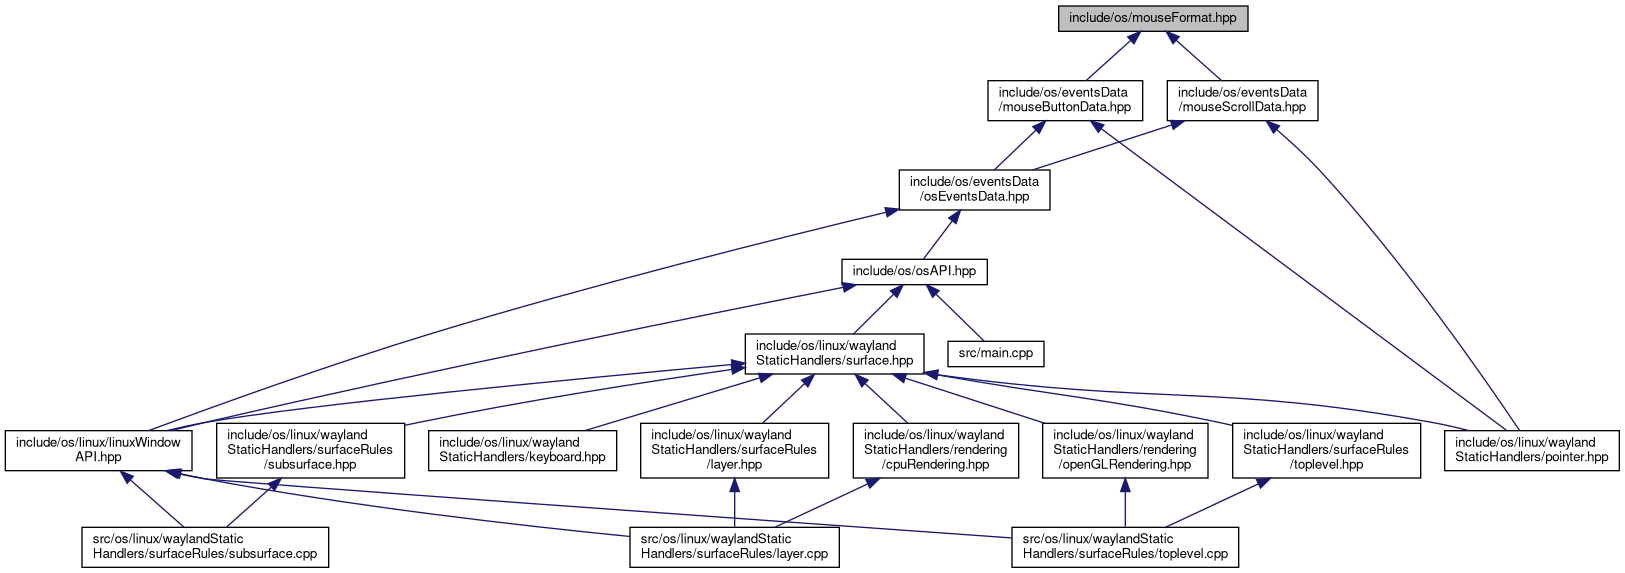 include/os/mouseFormat.hpp
include/os/eventsData
/mouseButtonData.hpp
include/os/eventsData
/mouseScrollData.hpp
include/os/eventsData
/osEventsData.hpp
include/os/osAPI.hpp
include/os/linux/wayland
StaticHandlers/surface.hpp
src/main.cpp
include/os/linux/linuxWindow
API.hpp
include/os/linux/wayland
StaticHandlers/surfaceRules
/subsurface.hpp
include/os/linux/wayland
StaticHandlers/keyboard.hpp
include/os/linux/wayland
StaticHandlers/surfaceRules
/layer.hpp
include/os/linux/wayland
StaticHandlers/rendering
/cpuRendering.hpp
include/os/linux/wayland
StaticHandlers/rendering
/openGLRendering.hpp
include/os/linux/wayland
StaticHandlers/surfaceRules
/toplevel.hpp
include/os/linux/wayland
StaticHandlers/pointer.hpp
src/os/linux/waylandStatic
Handlers/surfaceRules/subsurface.cpp
src/os/linux/waylandStatic
Handlers/surfaceRules/layer.cpp
src/os/linux/waylandStatic
Handlers/surfaceRules/toplevel.cpp